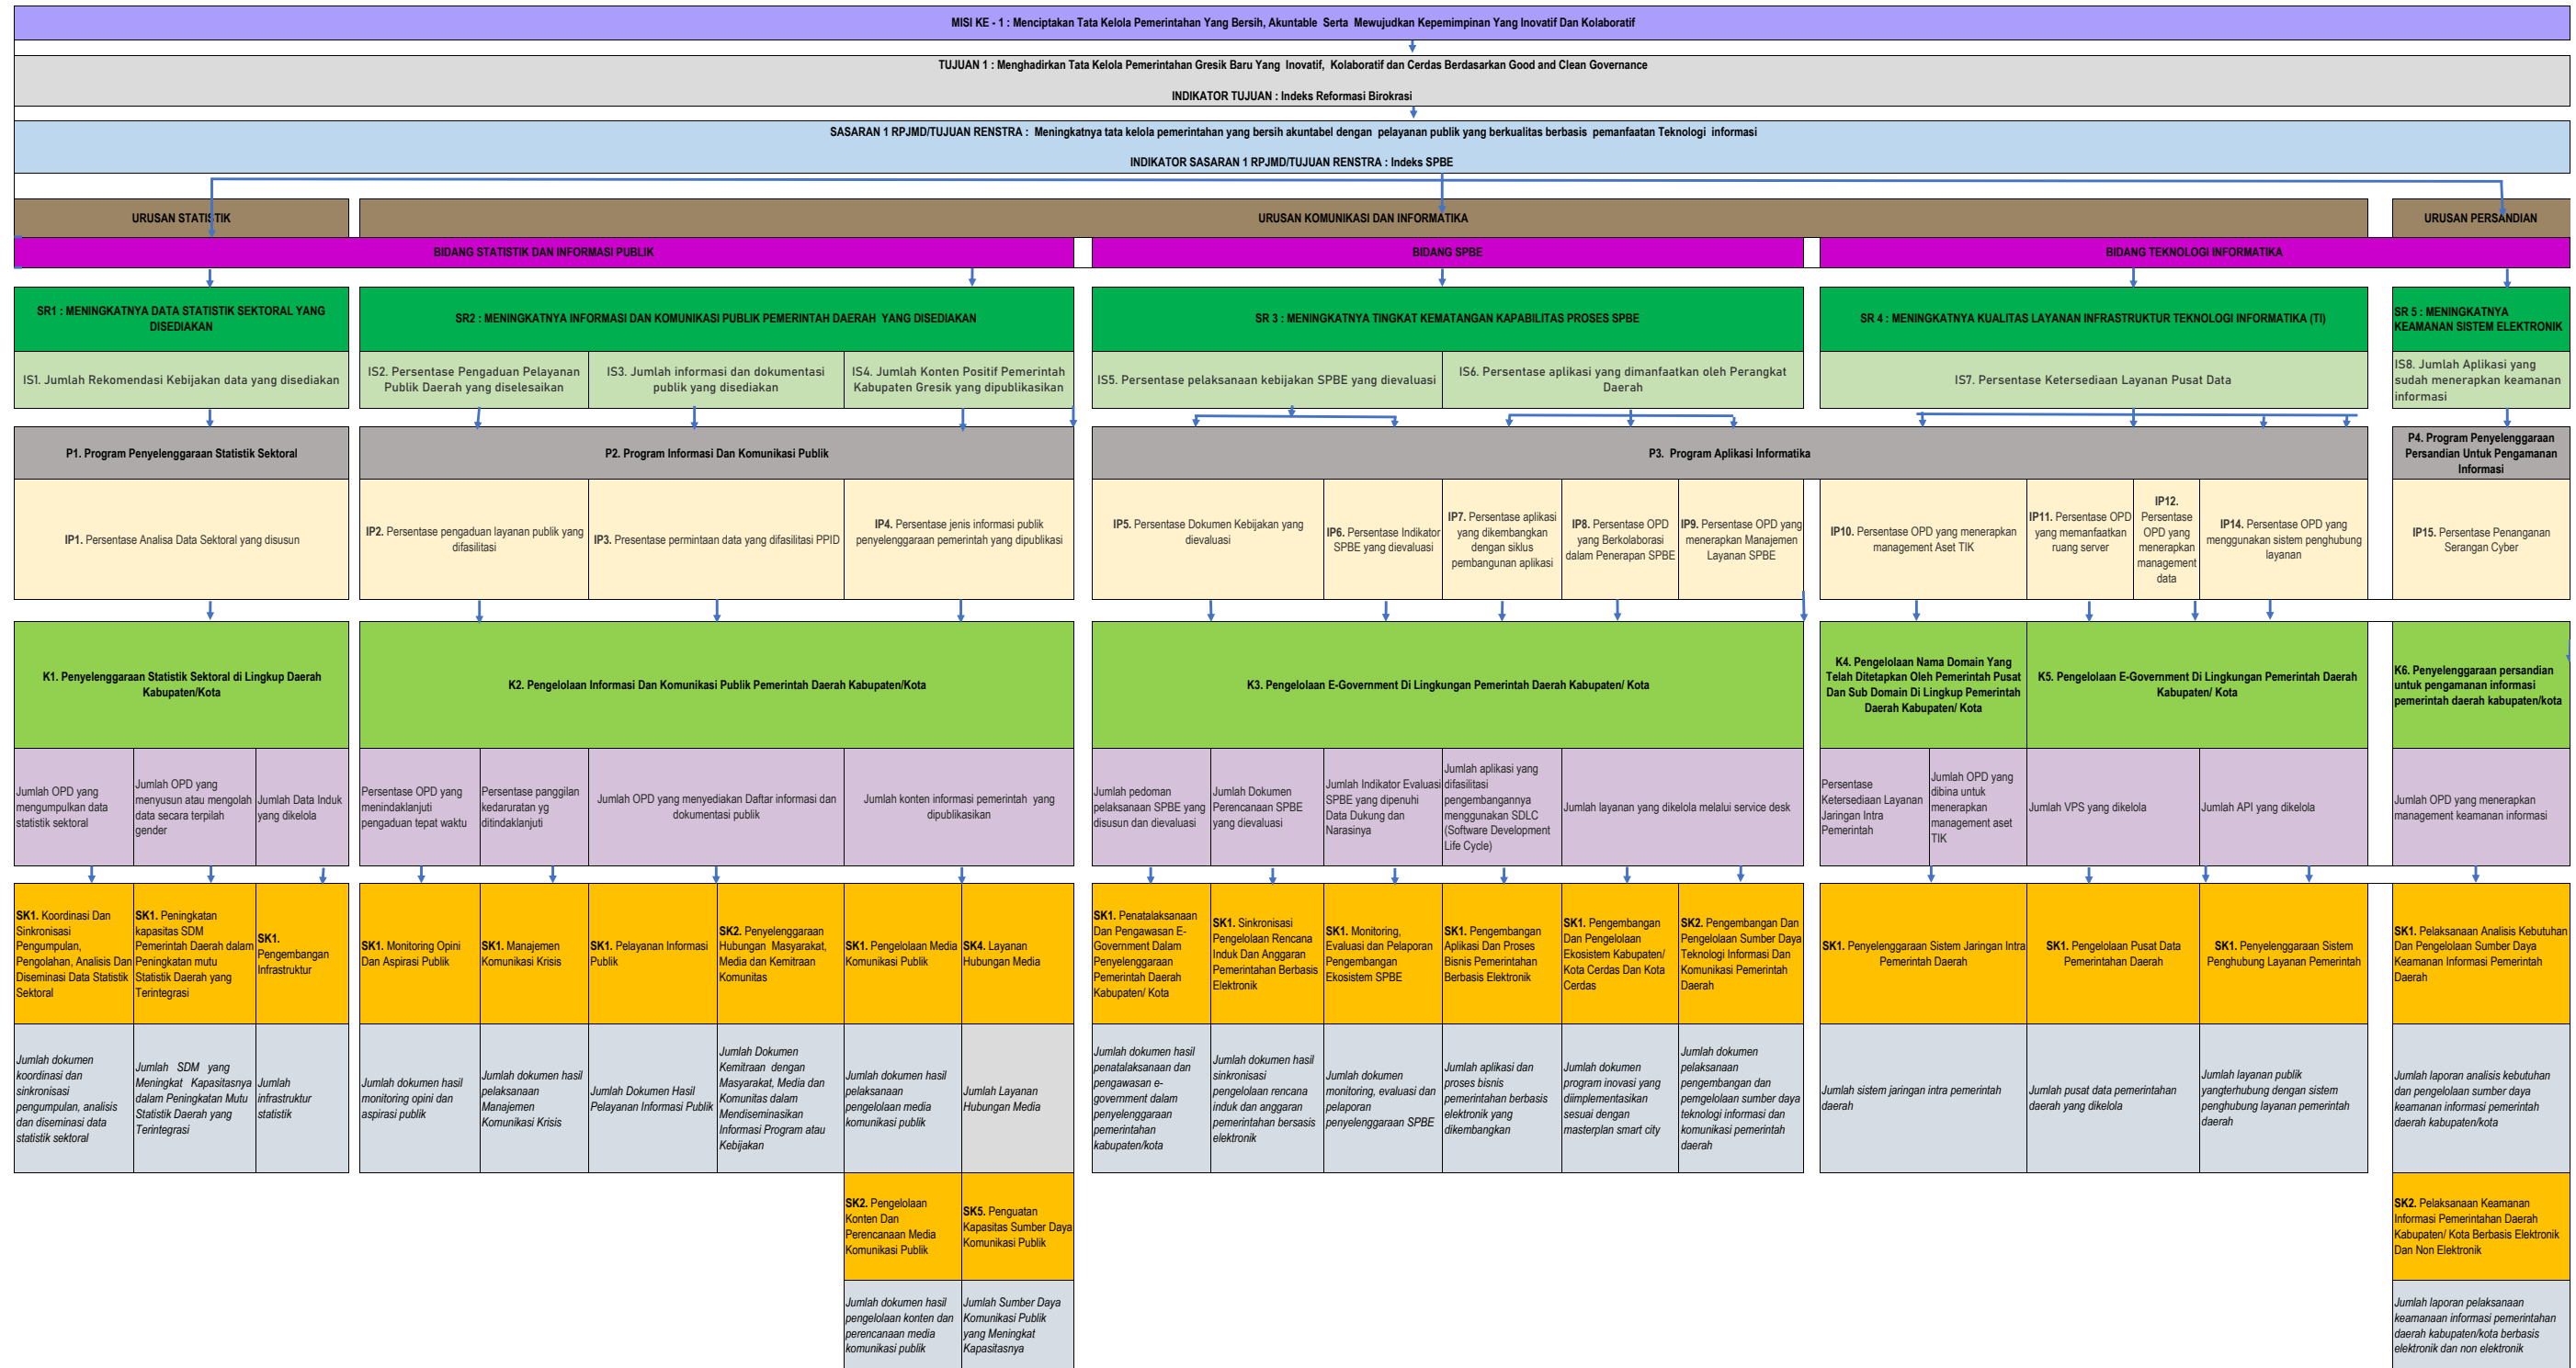 MISI KE - 1 : Menciptakan Tata Kelola Pemerintahan Yang Bersih, Akuntable Serta Mewujudkan Kepemimpinan Yang Inovatif Dan Kolaboratif
TUJUAN 1 : Menghadirkan Tata Kelola Pemerintahan Gresik Baru Yang Inovatif, Kolaboratif dan Cerdas Berdasarkan Good and Clean Governance
INDIKATOR TUJUAN : Indeks Reformasi Birokrasi
SASARAN 1 RPJMD/TUJUAN RENSTRA : Meningkatnya tata kelola pemerintahan yang bersih akuntabel dengan pelayanan publik yang berkualitas berbasis pemanfaatan Teknologi informasi
INDIKATOR SASARAN 1 RPJMD/TUJUAN RENSTRA : Indeks SPBE
URUSAN STATISTIK
URUSAN KOMUNIKASI DAN INFORMATIKA
URUSAN PERSANDIAN
BIDANG STATISTIK DAN INFORMASI PUBLIK
BIDANG SPBE
BIDANG TEKNOLOGI INFORMATIKA
SR1 : MENINGKATNYA DATA STATISTIK SEKTORAL YANG
DISEDIAKAN
SR2 : MENINGKATNYA INFORMASI DAN KOMUNIKASI PUBLIK PEMERINTAH DAERAH YANG DISEDIAKAN
SR 3 : MENINGKATNYA TINGKAT KEMATANGAN KAPABILITAS PROSES SPBE
SR 4 : MENINGKATNYA KUALITAS LAYANAN INFRASTRUKTUR TEKNOLOGI INFORMATIKA (TI)
SR 5 : MENINGKATNYA
KEAMANAN SISTEM ELEKTRONIK
IS1. Jumlah Rekomendasi Kebijakan data yang disediakan
IS2. Persentase Pengaduan Pelayanan
Publik Daerah yang diselesaikan
IS3. Jumlah informasi dan dokumentasi
publik yang disediakan
IS4. Jumlah Konten Positif Pemerintah
Kabupaten Gresik yang dipublikasikan
IS5. Persentase pelaksanaan kebijakan SPBE yang dievaluasi
IS6. Persentase aplikasi yang dimanfaatkan oleh Perangkat
Daerah
IS7. Persentase Ketersediaan Layanan Pusat Data
IS8. Jumlah Aplikasi yang
sudah menerapkan keamanan
informasi
P1. Program Penyelenggaraan Statistik Sektoral
P2. Program Informasi Dan Komunikasi Publik
P3. Program Aplikasi Informatika
P4. Program Penyelenggaraan
Persandian Untuk Pengamanan
Informasi
IP1. Persentase Analisa Data Sektoral yang disusun
IP2. Persentase pengaduan layanan publik yang
difasilitasi
IP3. Presentase permintaan data yang difasilitasi PPID
IP4. Persentase jenis informasi publik
penyelenggaraan pemerintah yang dipublikasi
IP5. Persentase Dokumen Kebijakan yang
dievaluasi
IP6. Persentase Indikator
SPBE yang dievaluasi
IP7. Persentase aplikasi
yang dikembangkan
dengan siklus
pembangunan aplikasi
IP8. Persentase OPD
yang Berkolaborasi
dalam Penerapan SPBE
IP9. Persentase OPD yang
menerapkan Manajemen
Layanan SPBE
IP10. Persentase OPD yang menerapkan
management Aset TIK
IP11. Persentase OPD
yang memanfaatkan
ruang server
IP12.
Persentase
OPD yang
menerapkan
management
data
IP14. Persentase OPD yang
menggunakan sistem penghubung
layanan
IP15. Persentase Penanganan
Serangan Cyber
K1. Penyelenggaraan Statistik Sektoral di Lingkup Daerah
Kabupaten/Kota
K2. Pengelolaan Informasi Dan Komunikasi Publik Pemerintah Daerah Kabupaten/Kota
K3. Pengelolaan E-Government Di Lingkungan Pemerintah Daerah Kabupaten/ Kota
K4. Pengelolaan Nama Domain Yang
Telah Ditetapkan Oleh Pemerintah Pusat
Dan Sub Domain Di Lingkup Pemerintah
Daerah Kabupaten/ Kota
K5. Pengelolaan E-Government Di Lingkungan Pemerintah Daerah
Kabupaten/ Kota
K6. Penyelenggaraan persandian
untuk pengamanan informasi
pemerintah daerah kabupaten/kota
Jumlah OPD yang
mengumpulkan data
statistik sektoral
Jumlah OPD yang
menyusun atau mengolah
data secara terpilah
gender
Jumlah Data Induk
yang dikelola
Persentase OPD yang
menindaklanjuti
pengaduan tepat waktu
Persentase panggilan
kedaruratan yg
ditindaklanjuti
Jumlah OPD yang menyediakan Daftar informasi dan
dokumentasi publik
Jumlah konten informasi pemerintah yang
dipublikasikan
Jumlah pedoman
pelaksanaan SPBE yang
disusun dan dievaluasi
Jumlah Dokumen
Perencanaan SPBE
yang dievaluasi
Jumlah Indikator Evaluasi
SPBE yang dipenuhi
Data Dukung dan
Narasinya
Jumlah aplikasi yang
difasilitasi
pengembangannya
menggunakan SDLC
(Software Development
Life Cycle)
Jumlah layanan yang dikelola melalui service desk
Persentase
Ketersediaan Layanan
Jaringan Intra
Pemerintah
Jumlah OPD yang
dibina untuk
menerapkan
management aset
TIK
Jumlah VPS yang dikelola
Jumlah API yang dikelola
Jumlah OPD yang menerapkan
management keamanan informasi
SK1. Koordinasi Dan
Sinkronisasi
Pengumpulan,
Pengolahan, Analisis Dan
Diseminasi Data Statistik
Sektoral
SK1. Peningkatan
kapasitas SDM
Pemerintah Daerah dalam
Peningkatan mutu
Statistik Daerah yang
Terintegrasi
SK1.
Pengembangan
Infrastruktur
SK1. Monitoring Opini
Dan Aspirasi Publik
SK1. Manajemen
Komunikasi Krisis
SK1. Pelayanan Informasi
Publik
SK2. Penyelenggaraan
Hubungan Masyarakat,
Media dan Kemitraan
Komunitas
SK1. Pengelolaan Media
Komunikasi Publik
SK4. Layanan
Hubungan Media
SK1. Penatalaksanaan
Dan Pengawasan E-
Government Dalam
Penyelenggaraan
Pemerintah Daerah
Kabupaten/ Kota
SK1. Sinkronisasi
Pengelolaan Rencana
Induk Dan Anggaran
Pemerintahan Berbasis
Elektronik
SK1. Monitoring,
Evaluasi dan Pelaporan
Pengembangan
Ekosistem SPBE
SK1. Pengembangan
Aplikasi Dan Proses
Bisnis Pemerintahan
Berbasis Elektronik
SK1. Pengembangan
Dan Pengelolaan
Ekosistem Kabupaten/
Kota Cerdas Dan Kota
Cerdas
SK2. Pengembangan Dan
Pengelolaan Sumber Daya
Teknologi Informasi Dan
Komunikasi Pemerintah
Daerah
SK1. Penyelenggaraan Sistem Jaringan Intra
Pemerintah Daerah
SK1. Pengelolaan Pusat Data
Pemerintahan Daerah
SK1. Penyelenggaraan Sistem
Penghubung Layanan Pemerintah
SK1. Pelaksanaan Analisis Kebutuhan
Dan Pengelolaan Sumber Daya
Keamanan Informasi Pemerintah
Daerah
Jumlah dokumen
koordinasi dan
sinkronisasi
pengumpulan, analisis
dan diseminasi data
statistik sektoral
Jumlah SDM yang
Meningkat Kapasitasnya
dalam Peningkatan Mutu
Statistik Daerah yang
Terintegrasi
Jumlah
infrastruktur
statistik
Jumlah dokumen hasil
monitoring opini dan
aspirasi publik
Jumlah dokumen hasil
pelaksanaan
Manajemen
Komunikasi Krisis
Jumlah Dokumen Hasil
Pelayanan Informasi Publik
Jumlah Dokumen
Kemitraan dengan
Masyarakat, Media dan
Komunitas dalam
Mendiseminasikan
Informasi Program atau
Kebijakan
Jumlah dokumen hasil
pelaksanaan
pengelolaan media
komunikasi publik
Jumlah Layanan
Hubungan Media
Jumlah dokumen hasil
penatalaksanaan dan
pengawasan e-
government dalam
penyelenggaraan
pemerintahan
kabupaten/kota
Jumlah dokumen hasil
sinkronisasi
pengelolaan rencana
induk dan anggaran
pemerintahan bersasis
elektronik
Jumlah dokumen
monitoring, evaluasi dan
pelaporan
penyelenggaraan SPBE
Jumlah aplikasi dan
proses bisnis
pemerintahan berbasis
elektronik yang
dikembangkan
Jumlah dokumen
program inovasi yang
diimplementasikan
sesuai dengan
masterplan smart city
Jumlah dokumen
pelaksanaan
pengembangan dan
pemgelolaan sumber daya
teknologi informasi dan
komunikasi pemerintah
daerah
Jumlah sistem jaringan intra pemerintah
daerah
Jumlah pusat data pemerintahan
daerah yang dikelola
Jumlah layanan publik
yangterhubung dengan sistem
penghubung layanan pemerintah
daerah
Jumlah laporan analisis kebutuhan
dan pengelolaan sumber daya
keamanan informasi pemerintah
daerah kabupaten/kota
SK2. Pengelolaan
Konten Dan
Perencanaan Media
Komunikasi Publik
SK5. Penguatan
Kapasitas Sumber Daya
Komunikasi Publik
SK2. Pelaksanaan Keamanan
Informasi Pemerintahan Daerah
Kabupaten/ Kota Berbasis Elektronik
Dan Non Elektronik
Jumlah dokumen hasil
pengelolaan konten dan
perencanaan media
komunikasi publik
Jumlah Sumber Daya
Komunikasi Publik
yang Meningkat
Kapasitasnya
Jumlah laporan pelaksanaan
keamanan informasi pemerintahan
daerah kabupaten/kota berbasis
elektronik dan non elektronik